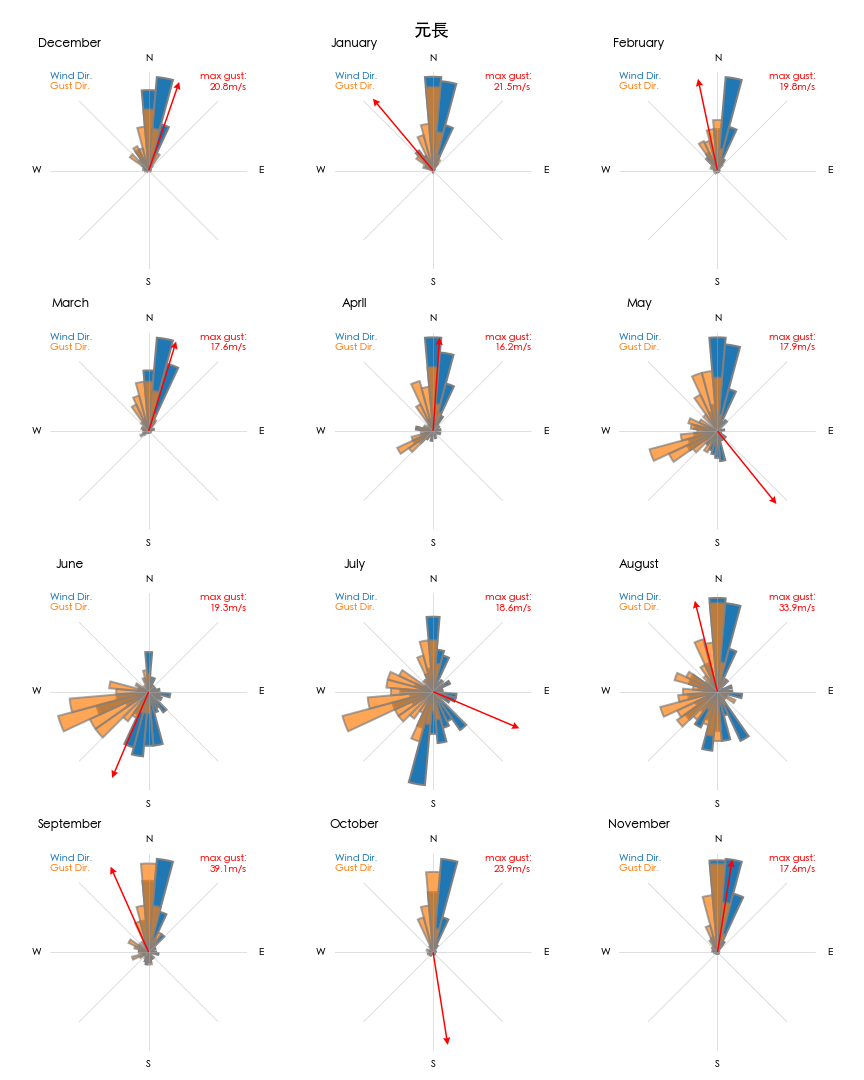 元長
December
N
Wind Dir.
Gust Dir.
max gust:
20.8m/s
W
E
S
January
N
Wind Dir.
Gust Dir.
max gust:
21.5m/s
W
E
S
February
N
Wind Dir.
Gust Dir.
max gust:
19.8m/s
W
E
S
March
N
Wind Dir.
Gust Dir.
max gust:
17.6m/s
W
E
S
April
N
Wind Dir.
Gust Dir.
max gust:
16.2m/s
W
E
S
May
N
Wind Dir.
Gust Dir.
max gust:
17.9m/s
W
E
S
June
N
Wind Dir.
Gust Dir.
max gust:
19.3m/s
W
E
S
July
N
Wind Dir.
Gust Dir.
max gust:
18.6m/s
W
E
S
August
N
Wind Dir.
Gust Dir.
max gust:
33.9m/s
W
E
S
September
N
Wind Dir.
Gust Dir.
max gust:
39.1m/s
W
E
S
October
N
Wind Dir.
Gust Dir.
max gust:
23.9m/s
W
E
S
November
N
Wind Dir.
Gust Dir.
max gust:
17.6m/s
W
E
S